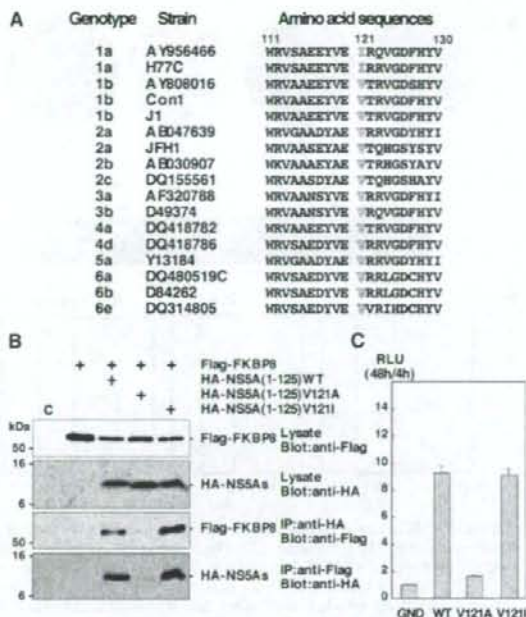 A Genotype Strain Amino acid sequences
111 121 130
1a AY956466 WRVSAEEYVE IRQVGDFHYV
1a H77C WRVSAEEYVE IRRVGDFHYV
1b AY808016 WRVAAEEYVE VTRVGDSHYV
1b Con1 WRVAAEEYVE VTRVGDFHYV
1b J1 WRVAAEEYVE VTRVGDFHYV
2a AB047639 WRVGAADYAE VRRVGDYHYI
2a JFH1 WRVAASEYAE VTQHGSYSYV
2b AB030907 WRVAAADYAE VTRHGSYAYV
2c DQ155561 WRVAASDYAE VTQHGSHAYV
3a AF320788 WRVAANSYVE VRRVGDFHYI
3b D49374 WRVAANSYVE VRQVGDFHYV
4a DQ418782 WRVAAEEYVE VTRVGDFHYV
4d DQ418786 WRVSAEEYVE VRRVGDFHYV
5a Y13184 WRVGAADYVE VRRVGDYHYI
6a DQ480519C WRVSAEDYVE VRRLGDCHYV
6b D84262 WRVSAEEYVE VRRLGDCHYV
6e DQ314805 WRVSAEDYVE VVRIHDCHYV
B
+ + + + Flag-FKBP8
+ HA-NS5A(1-125)WT
+ HA-NS5A(1-125)V121A
C + HA-NS5A(1-125)V121I
kDa
50 Flag-FKBP8 Lysate
Blot:anti-Flag
16
6 HA-NS5As Lysate
Blot:anti-HA
50 Flag-FKBP8 IP:anti-HA
Blot:anti-Flag
16
6 HA-NS5As IP:anti-Flag
Blot:anti-HA
C
RLU
(48h/4h)
14
12
10
8
6
4
2
0
GND WT V121A V121I